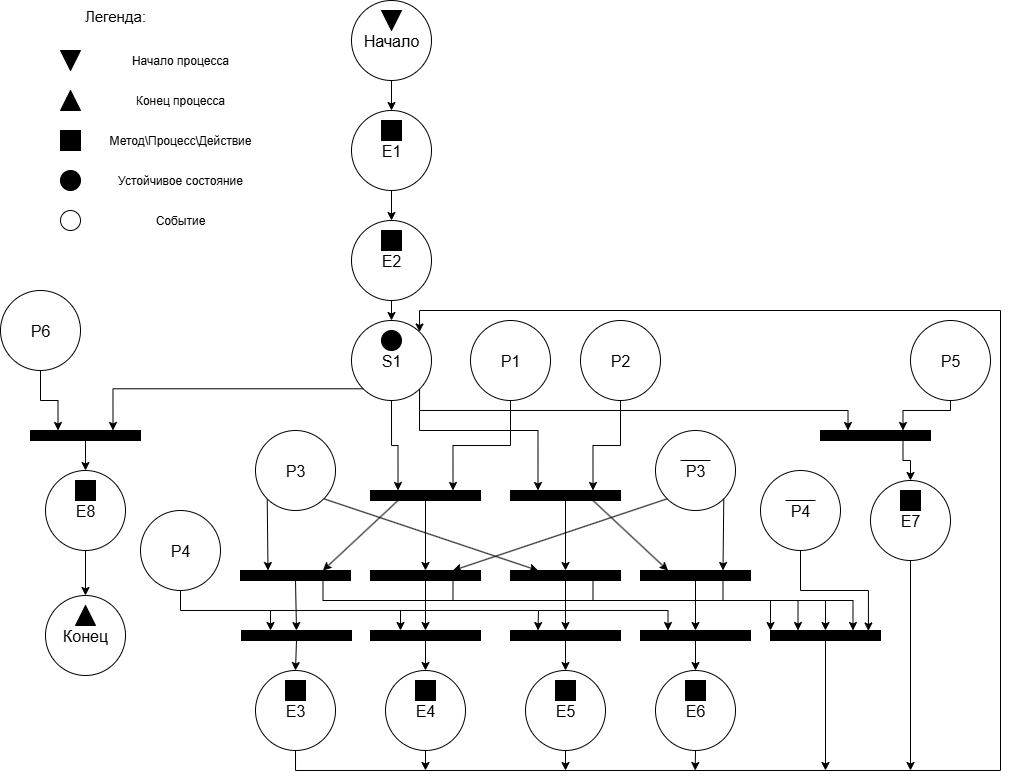 Легенда:
Начало процесса
Конец процесса
Метод\Процесс\Действие
Устойчивое состояние
Событие
Начало
E1
E2
P6
S1
P1
P2
P5
P3
P3
E8
P4
P4
E7
Конец
E3
E4
E5
E6